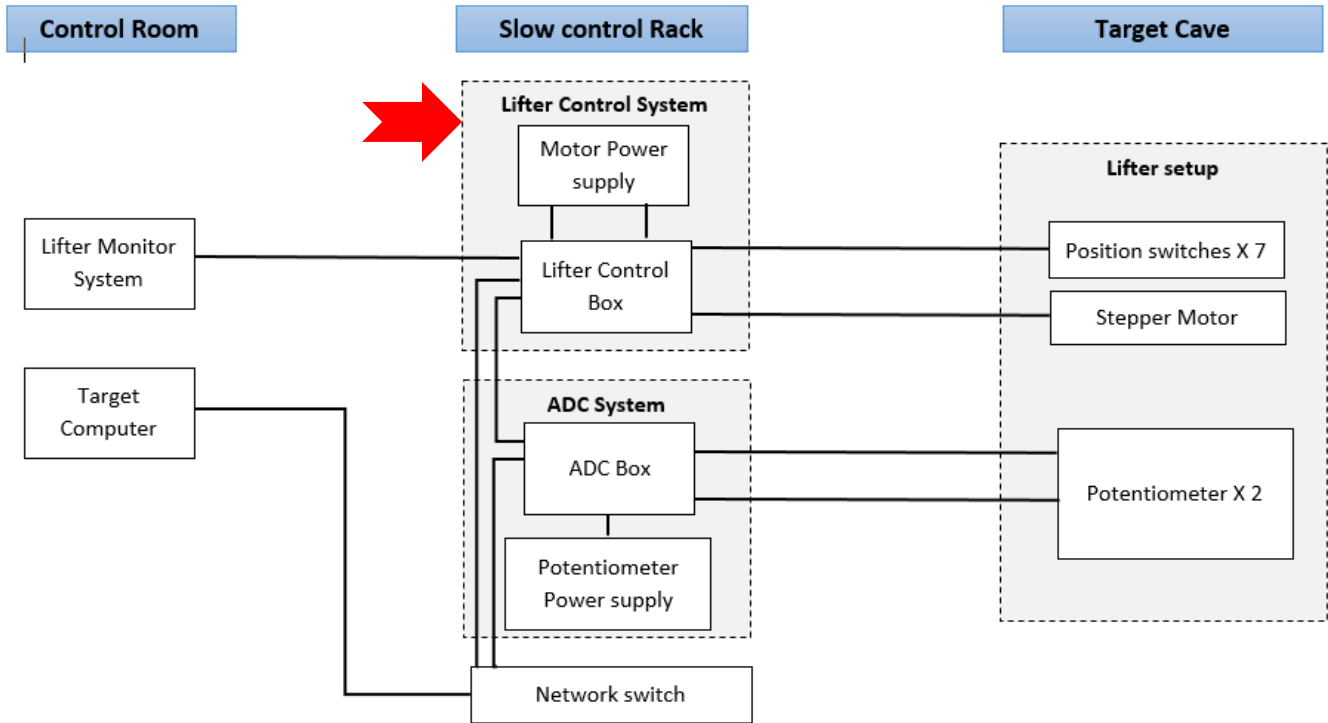 Control Room
Slow control Rack
Target Cave
Lifter Control System
Motor Power
supply
Lifter setup
Lifter Monitor
System
Lifter Control
Box
Position switches X 7
Stepper Motor
Target
Computer
ADC System
ADC Box
Potentiometer X 2
Potentiometer
Power supply
Network switch